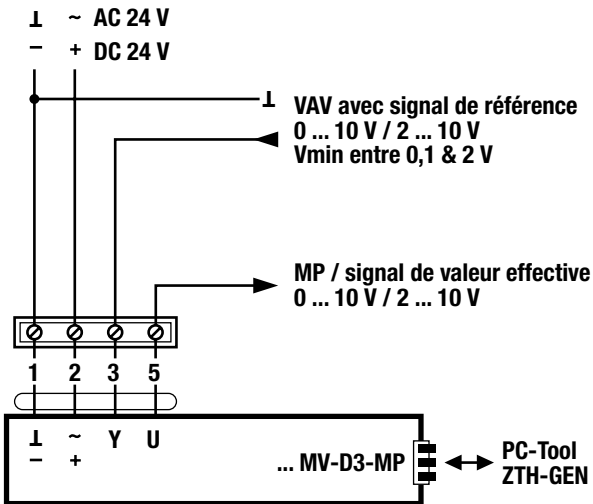 ⊥ ~ AC 24 V
– + DC 24 V
⊥ VAV avec signal de référence
0 ... 10 V / 2 ... 10 V
Vmin entre 0,1 & 2 V
MP / signal de valeur effective
0 ... 10 V / 2 ... 10 V
1 2 3 5
⊥ ~ Y U
– +
... MV-D3-MP
PC-Tool
ZTH-GEN